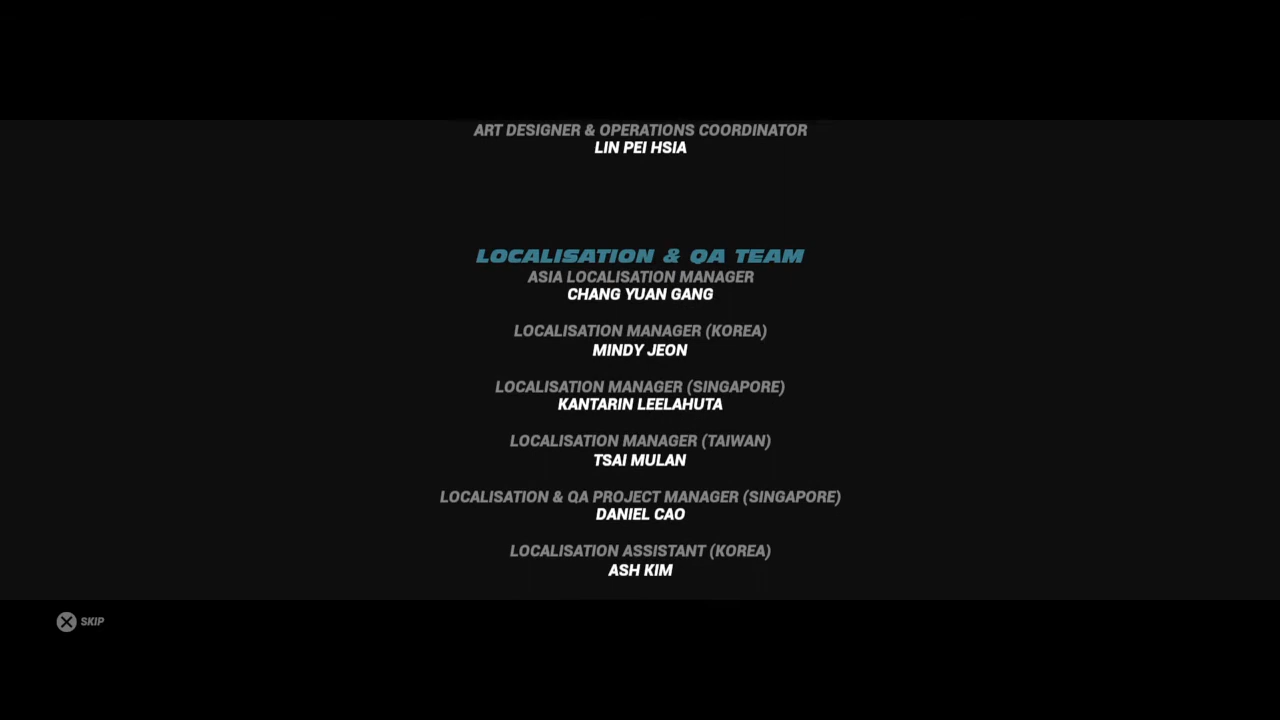 ART DESIGNER & OPERATIONS COORDINATOR
LIN PEI HSIA
LOCALISATION & QA TEAM
ASIA LOCALISATION MANAGER
CHANG YUAN GANG
LOCALISATION MANAGER (KOREA)
MINDY JEON
LOCALISATION MANAGER (SINGAPORE)
KANTARIN LEELAHUTA
LOCALISATION MANAGER (TAIWAN)
TSAI MULAN
LOCALISATION & QA PROJECT MANAGER (SINGAPORE)
DANIEL CAO
LOCALISATION ASSISTANT (KOREA)
ASH KIM
SKIP